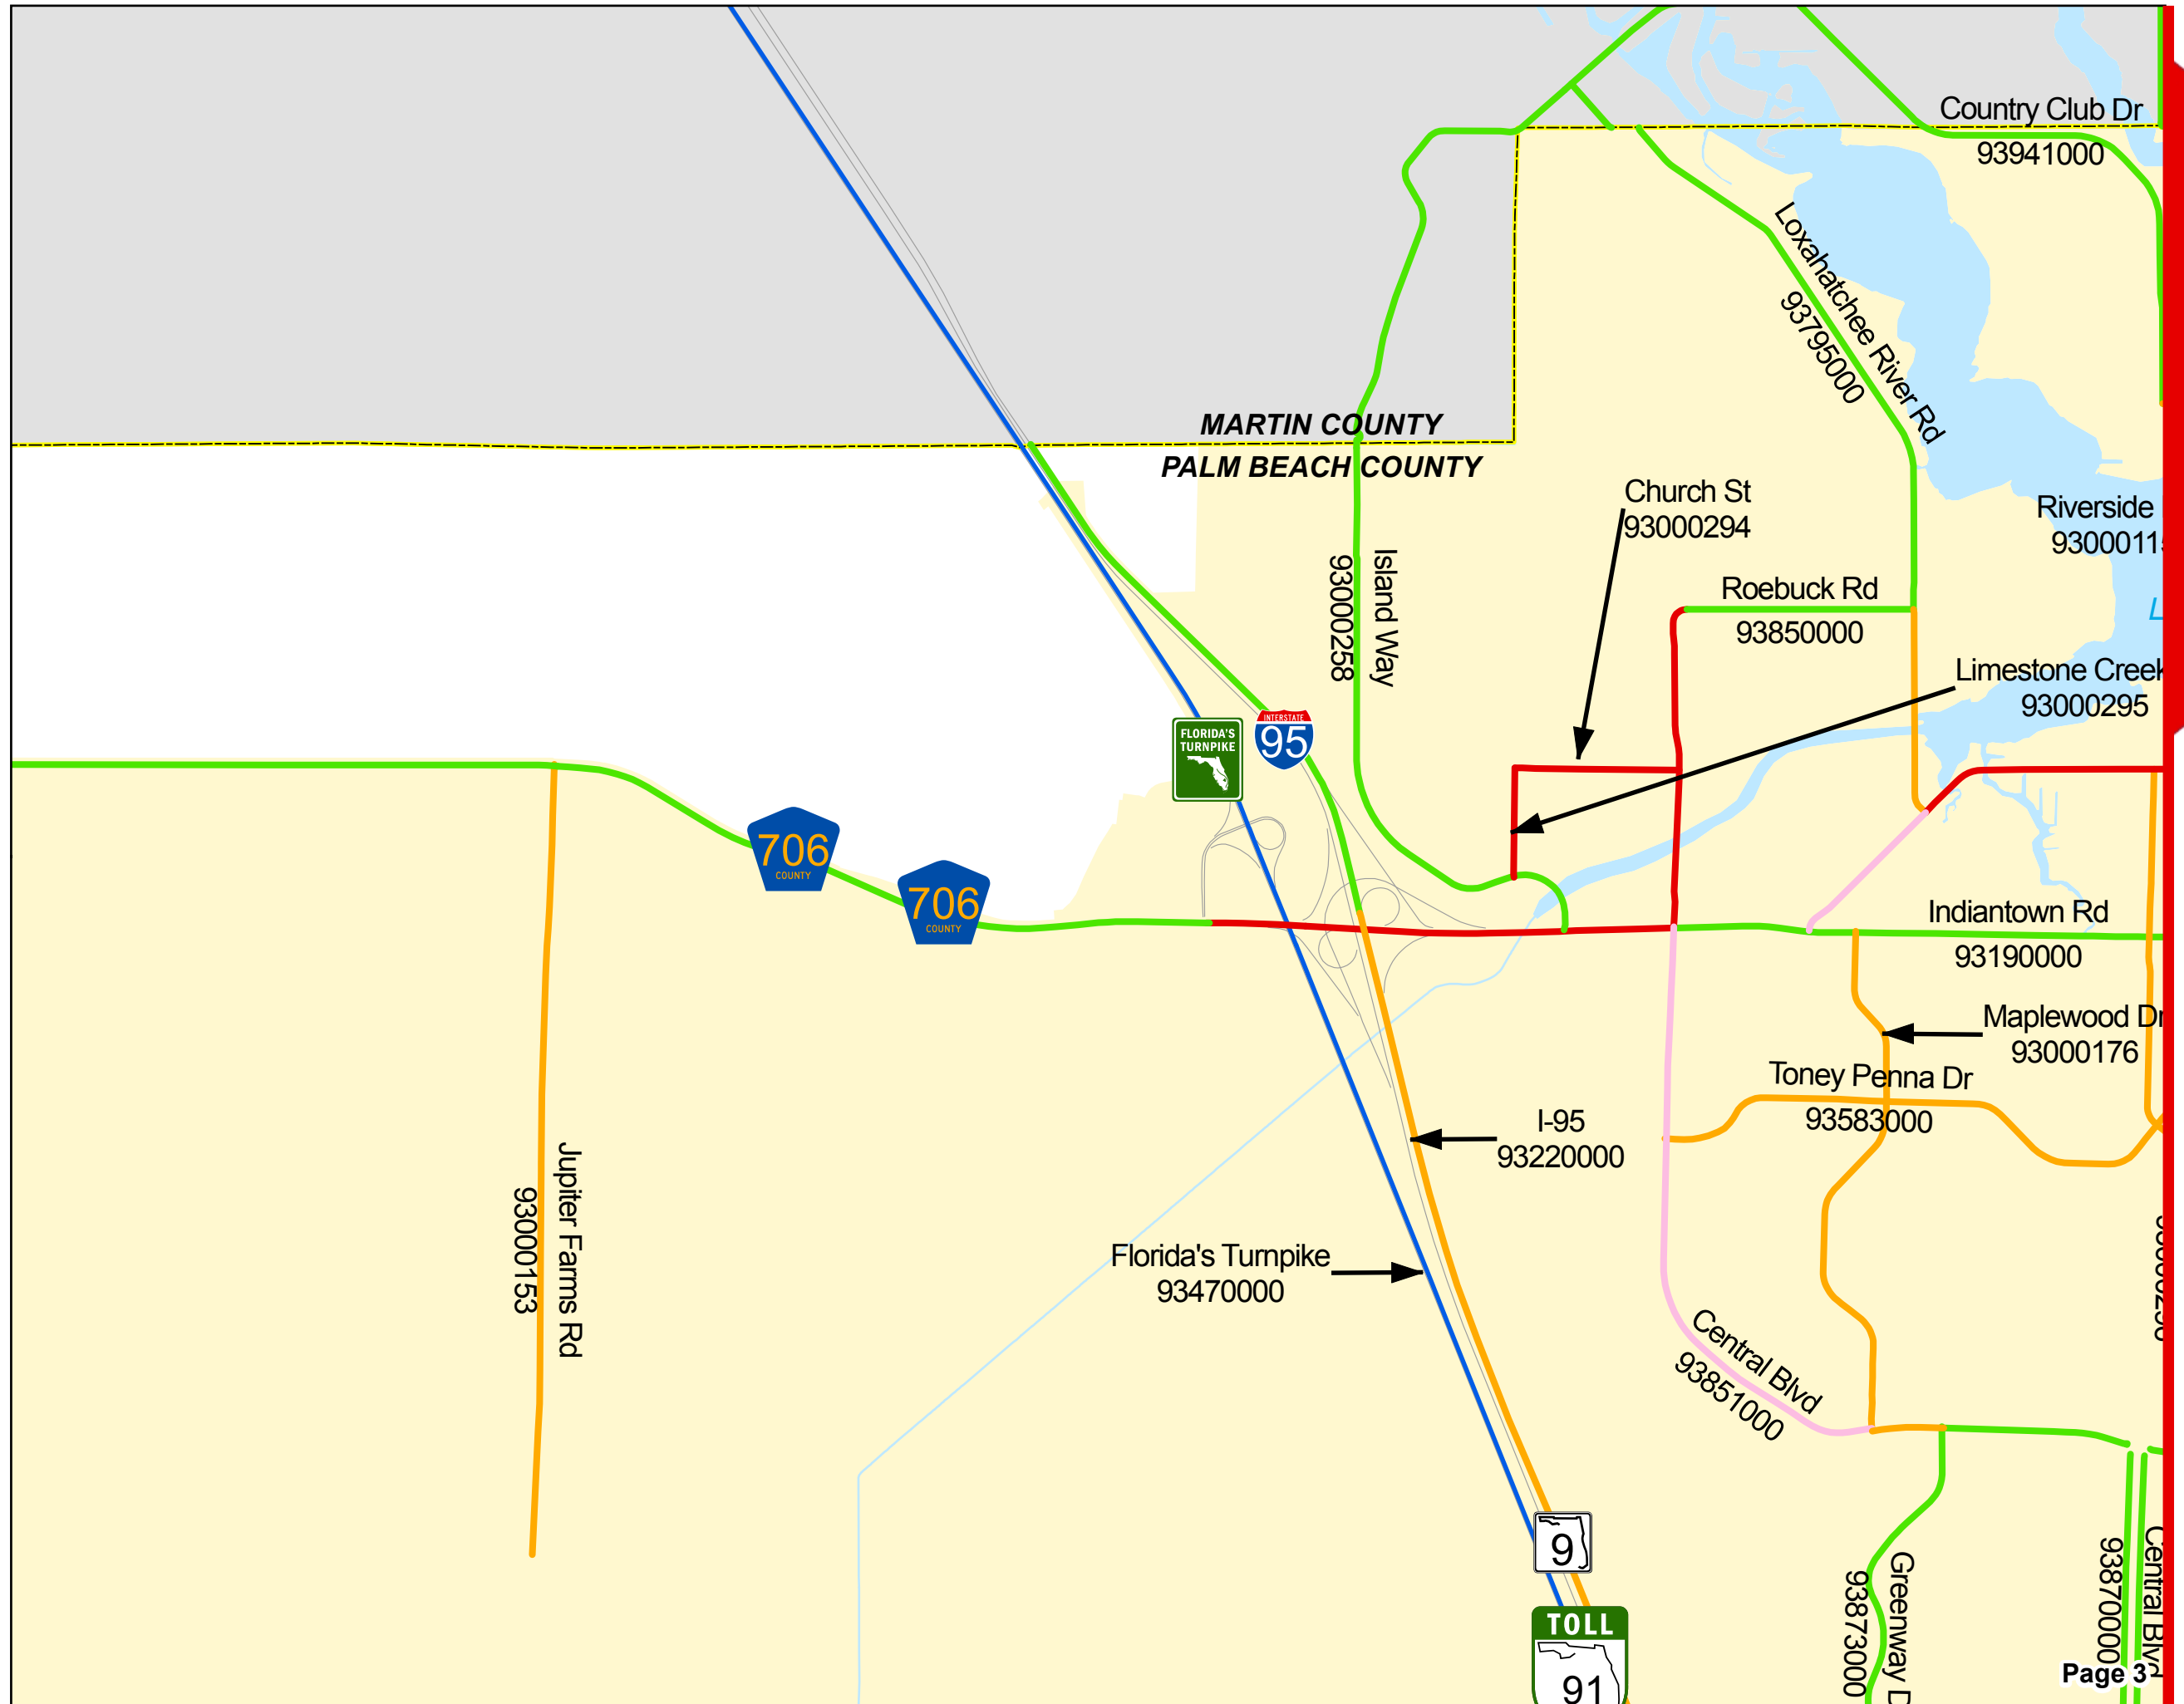 Country Club Dr
93941000
Loxahatchee River Rd
93795000
MARTIN COUNTY
PALM BEACH COUNTY
Church St
93000294
Riverside
Island Way
93000258
Roebuck Rd
93850000
Limestone Creek
93000295
FLORIDA'S
TURNPIKE
INTERSTATE
95
706
COUNTY
706
COUNTY
Indiantown Rd
93190000
Maplewood Dr
93000176
Toney Penna Dr
93583000
I-95
93220000
Jupiter Farms Rd
93000153
Florida's Turnpike
93470000
Central Blvd
93851000
9
TOLL
91
Greenway D
93873000
Central Blvd
93870000
Page 3